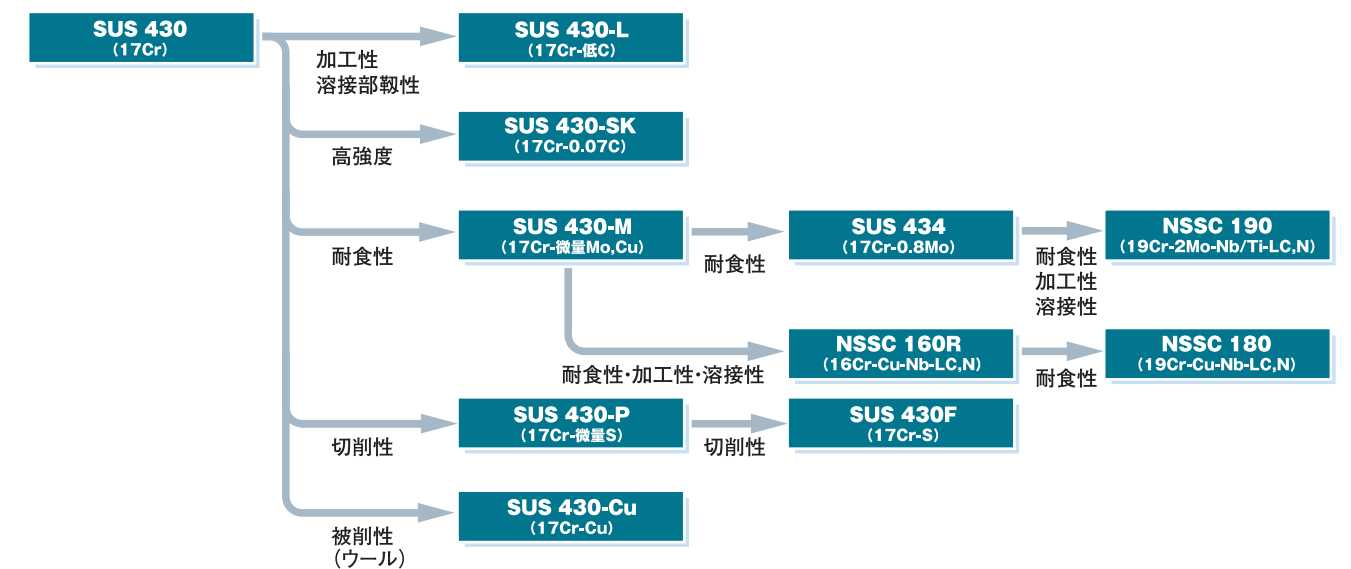 SUS 430
（17Cr）
SUS 430-L
（17Cr-低C）
加工性
溶接部靱性
SUS 430-SK
（17Cr-0.07C）
高強度
SUS 430-M
（17Cr-微量Mo,Cu）
耐食性
SUS 434
（17Cr-0.8Mo）
耐食性
NSSC 190
（19Cr-2Mo-Nb/Ti-LC,N）
耐食性
加工性
溶接性
NSSC 160R
（16Cr-Cu-Nb-LC,N）
耐食性・加工性・溶接性
NSSC 180
（19Cr-Cu-Nb-LC,N）
耐食性
SUS 430-P
（17Cr-微量S）
切削性
SUS 430F
（17Cr-S）
切削性
SUS 430-Cu
（17Cr-Cu）
被削性
（ウール）